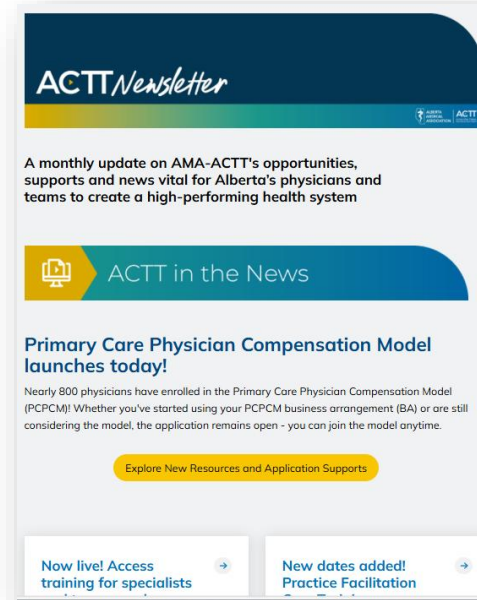 ACTT Newsletter
ALBERTA
MEDICAL
ASSOCIATION
ACTT
A monthly update on AMA-ACTT's opportunities,
supports and news vital for Alberta's physicians and
teams to create a high-performing health system
ACTT in the News
Primary Care Physician Compensation Model
launches today!
Nearly 800 physicians have enrolled in the Primary Care Physician Compensation Model
(PCPCM)! Whether you've started using your PCPCM business arrangement (BA) or are still
considering the model, the application remains open - you can join the model anytime.
Explore New Resources and Application Supports
Now live! Access
training for specialists
New dates added!
Practice Facilitation